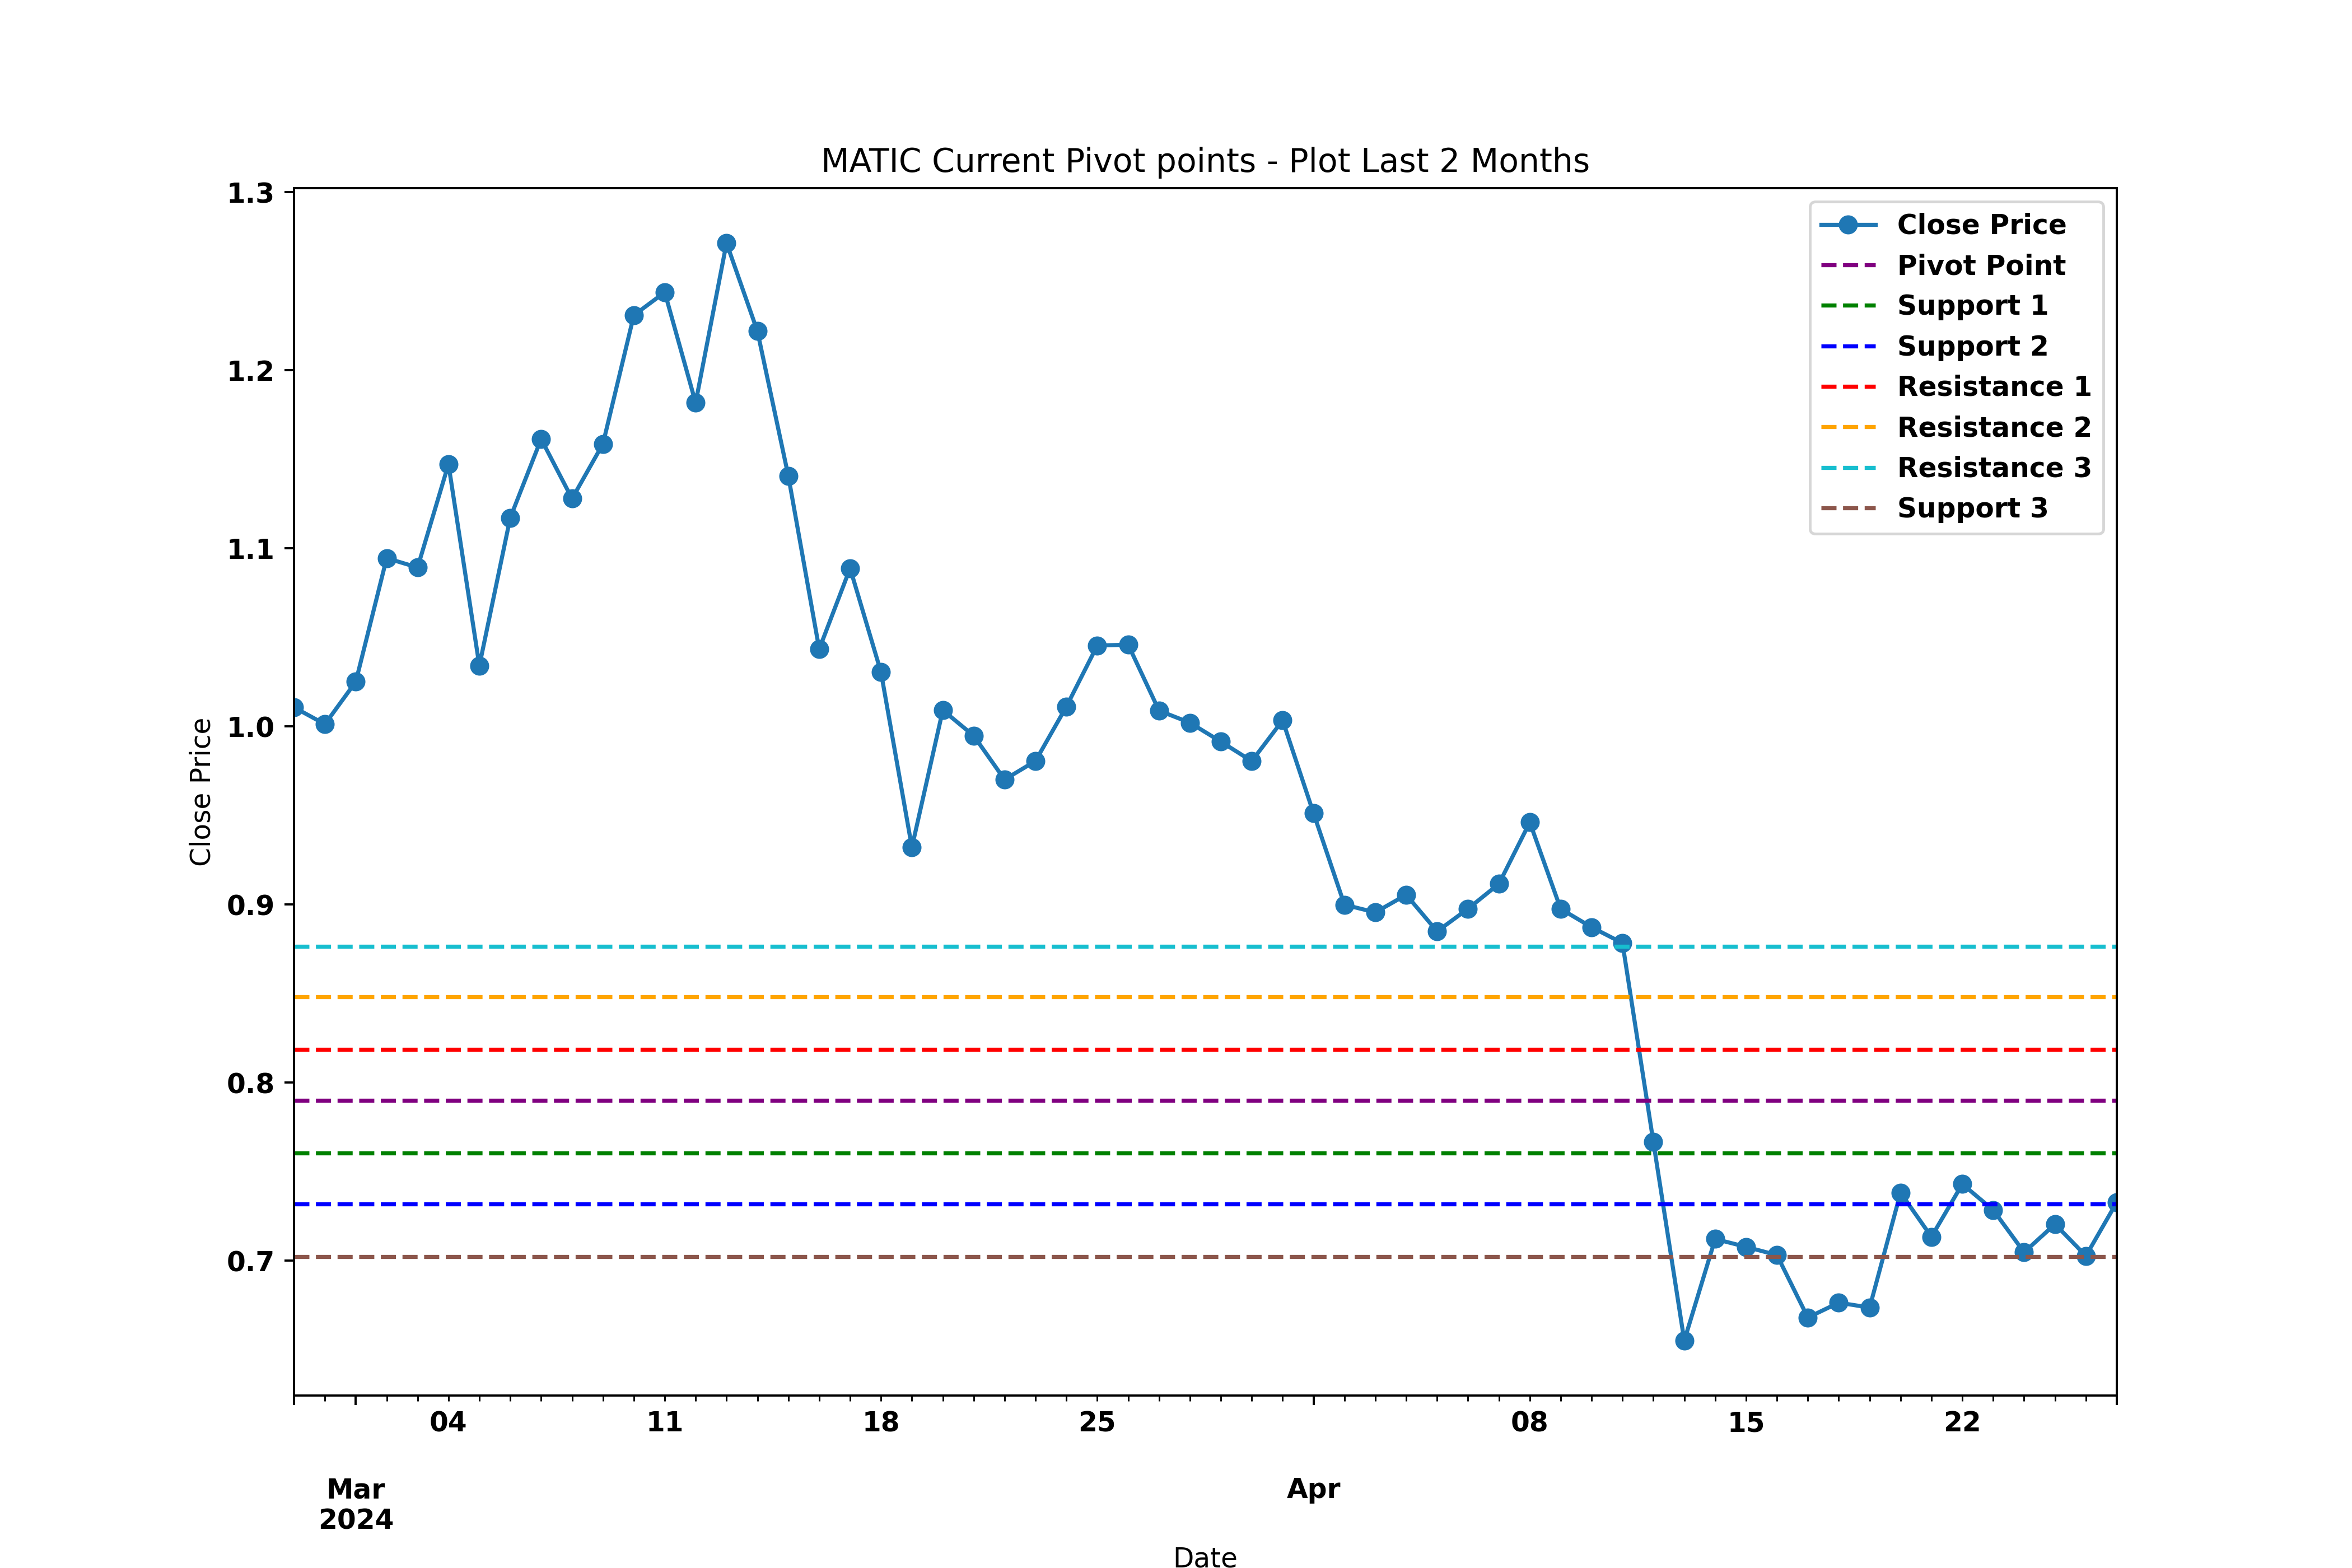 MATIC Current Pivot points - Plot Last 2 Months
1.3
1.2
1.1
1.0
0.9
0.8
0.7
Close Price
Close Price
Pivot Point
Support 1
Support 2
Resistance 1
Resistance 2
Resistance 3
Support 3
04 11 18 25 08 15 22
Mar Apr
2024
Date